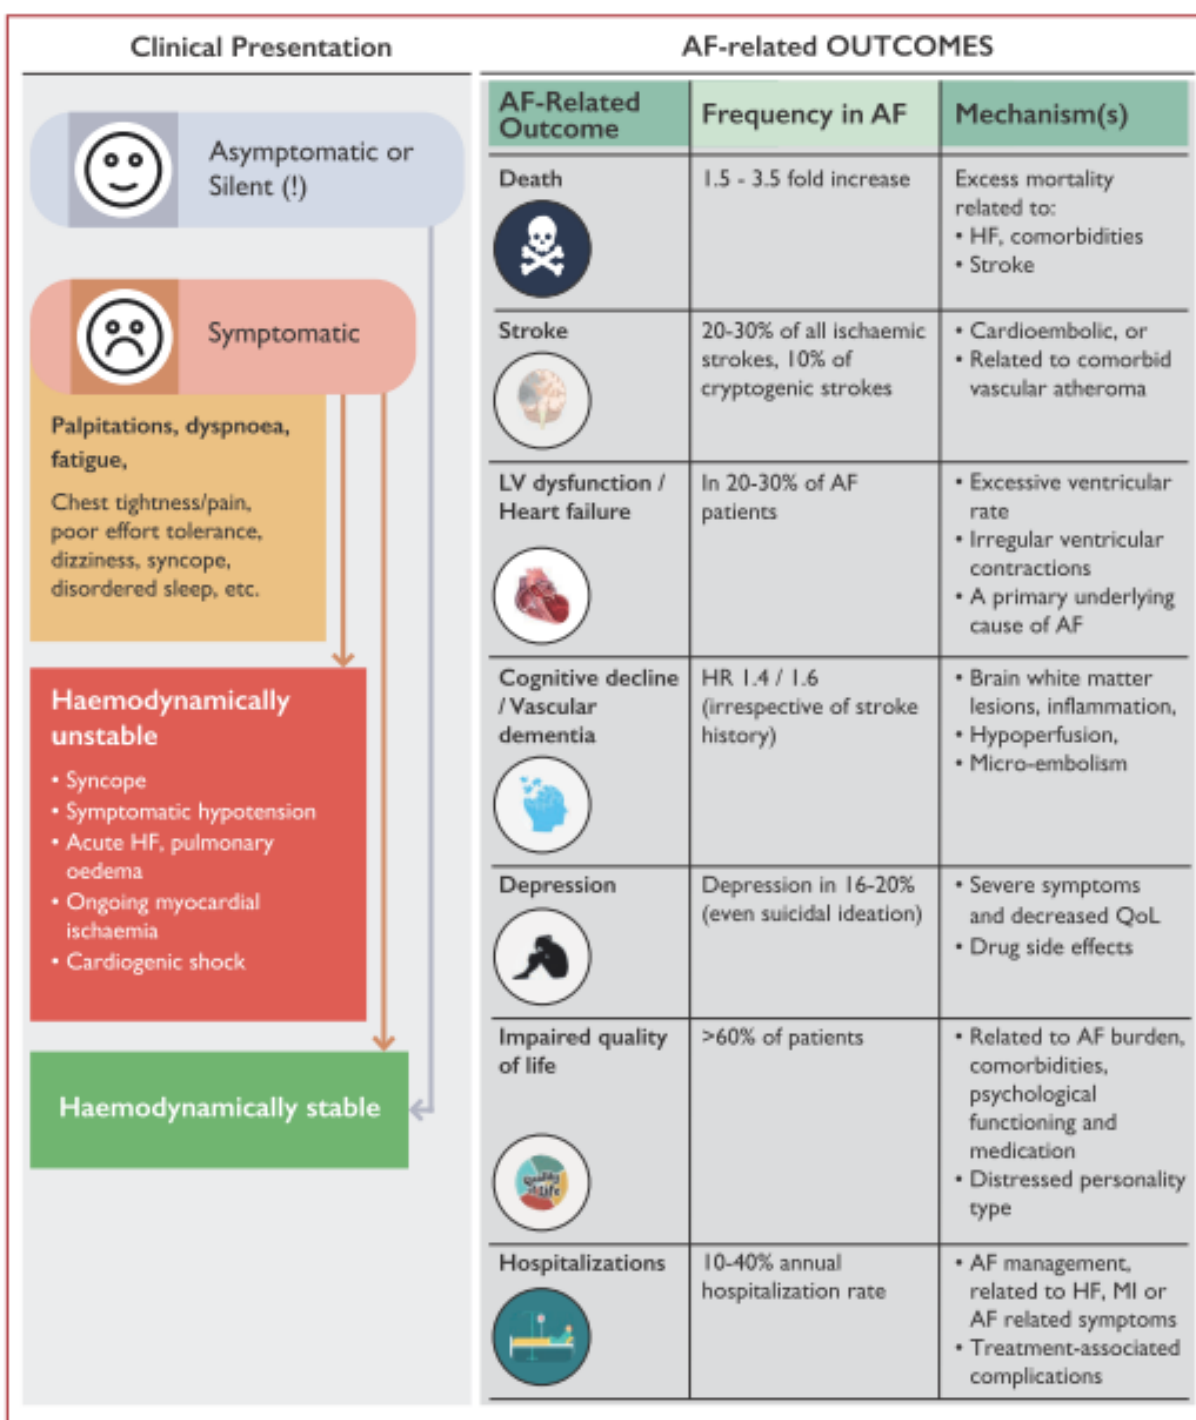 Clinical Presentation
Asymptomatic or
Silent (!)
Symptomatic
Palpitations, dyspnoea,
fatigue,
Chest tightness/pain,
poor effort tolerance,
dizziness, syncope,
disordered sleep, etc.
Haemodynamically
unstable
• Syncope
• Symptomatic hypotension
• Acute HF, pulmonary
oedema
• Ongoing myocardial
ischaemia
• Cardiogenic shock
Haemodynamically stable
AF-related OUTCOMES
AF-Related
Outcome
Frequency in AF
Mechanism(s)
Death
1.5 - 3.5 fold increase
Excess mortality
related to:
• HF, comorbidities
• Stroke
Stroke
20-30% of all ischaemic
strokes, 10% of
cryptogenic strokes
• Cardioembolic, or
• Related to comorbid
vascular atheroma
LV dysfunction /
Heart failure
In 20-30% of AF
patients
• Excessive ventricular
rate
• Irregular ventricular
contractions
• A primary underlying
cause of AF
Cognitive decline
/ Vascular
dementia
HR 1.4 / 1.6
(irrespective of stroke
history)
• Brain white matter
lesions, inflammation,
• Hypoperfusion,
• Micro-embolism
Depression
Depression in 16-20%
(even suicidal ideation)
• Severe symptoms
and decreased QoL
• Drug side effects
Impaired quality
of life
Quality
of Life
>60% of patients
• Related to AF burden,
comorbidities,
psychological
functioning and
medication
• Distressed personality
type
Hospitalizations
10-40% annual
hospitalization rate
• AF management,
related to HF, MI or
AF related symptoms
• Treatment-associated
complications